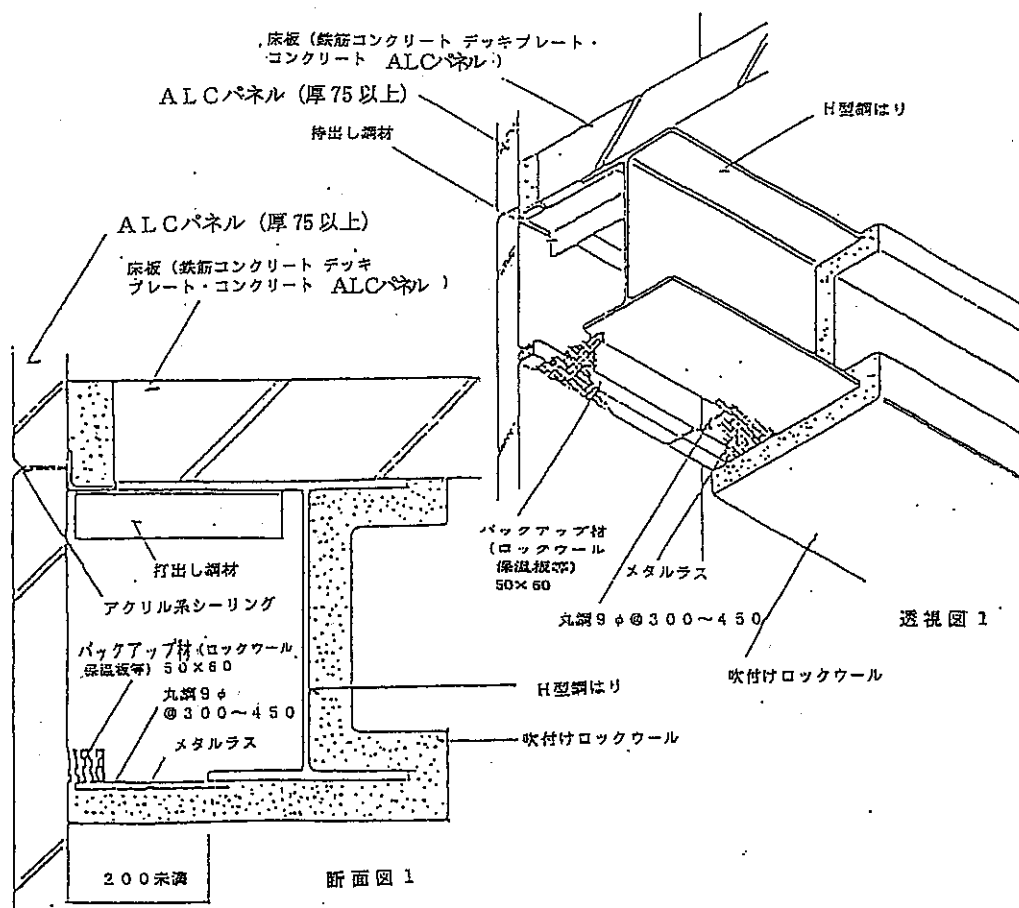 床板 (鉄筋コンクリート デッキプレート・
コンクリート ALCパネル)
ALCパネル (厚75以上)
持出し鋼材
H型鋼はり
ALCパネル (厚75以上)
床板 (鉄筋コンクリート デッキ
プレート・コンクリート ALCパネル )
打出し鋼材
アクリル系シーリング
バックアップ材 (ロックウール
保温板等) 50×60
丸鋼9φ
@300〜450
メタルラス
200未満
断面図1
H型鋼はり
吹付けロックウール
バックアップ材
(ロックウール
保温板等)
50×60
メタルラス
丸鋼9φ@300〜450
透視図1
吹付けロックウール